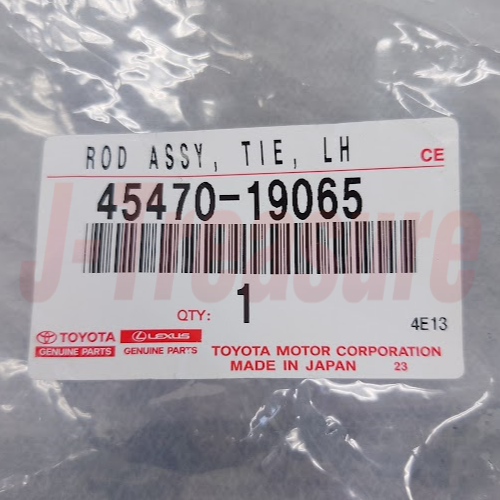 ROD ASSY, TIE, LH
CE
45470-19065
J-Treasure
QTY: 1
4E13
TOYOTA LEXUS
GENUINE PARTS GENUINE PARTS
TOYOTA MOTOR CORPORATION
MADE IN JAPAN 23